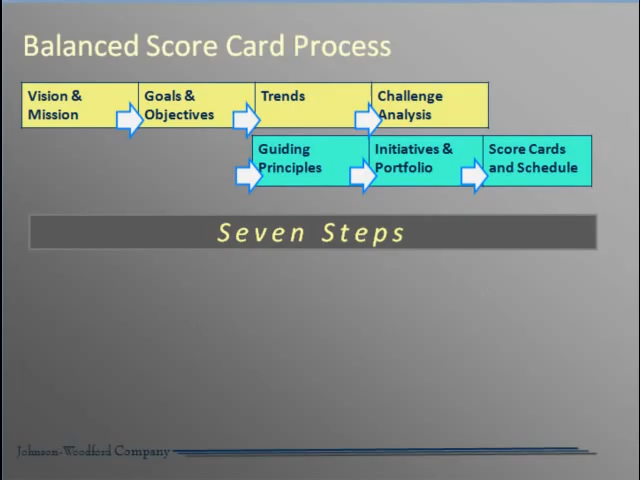 Balanced Score Card Process
Vision &
Mission
Goals &
Objectives
Trends
Challenge
Analysis
Guiding
Principles
Initiatives &
Portfolio
Score Cards
and Schedule
Seven Steps
Johnson-Woodford Company